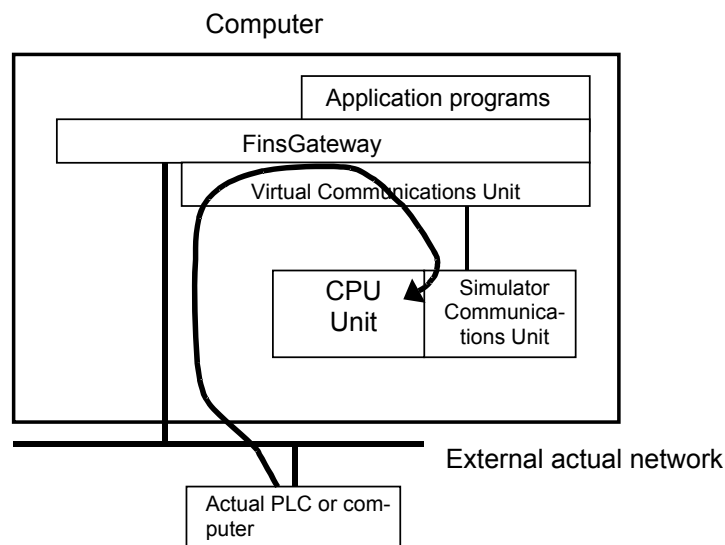 Computer
Application programs
FinsGateway
Virtual Communications Unit
CPU
Unit
Simulator
Communica-
tions Unit
External actual network
Actual PLC or com-
puter